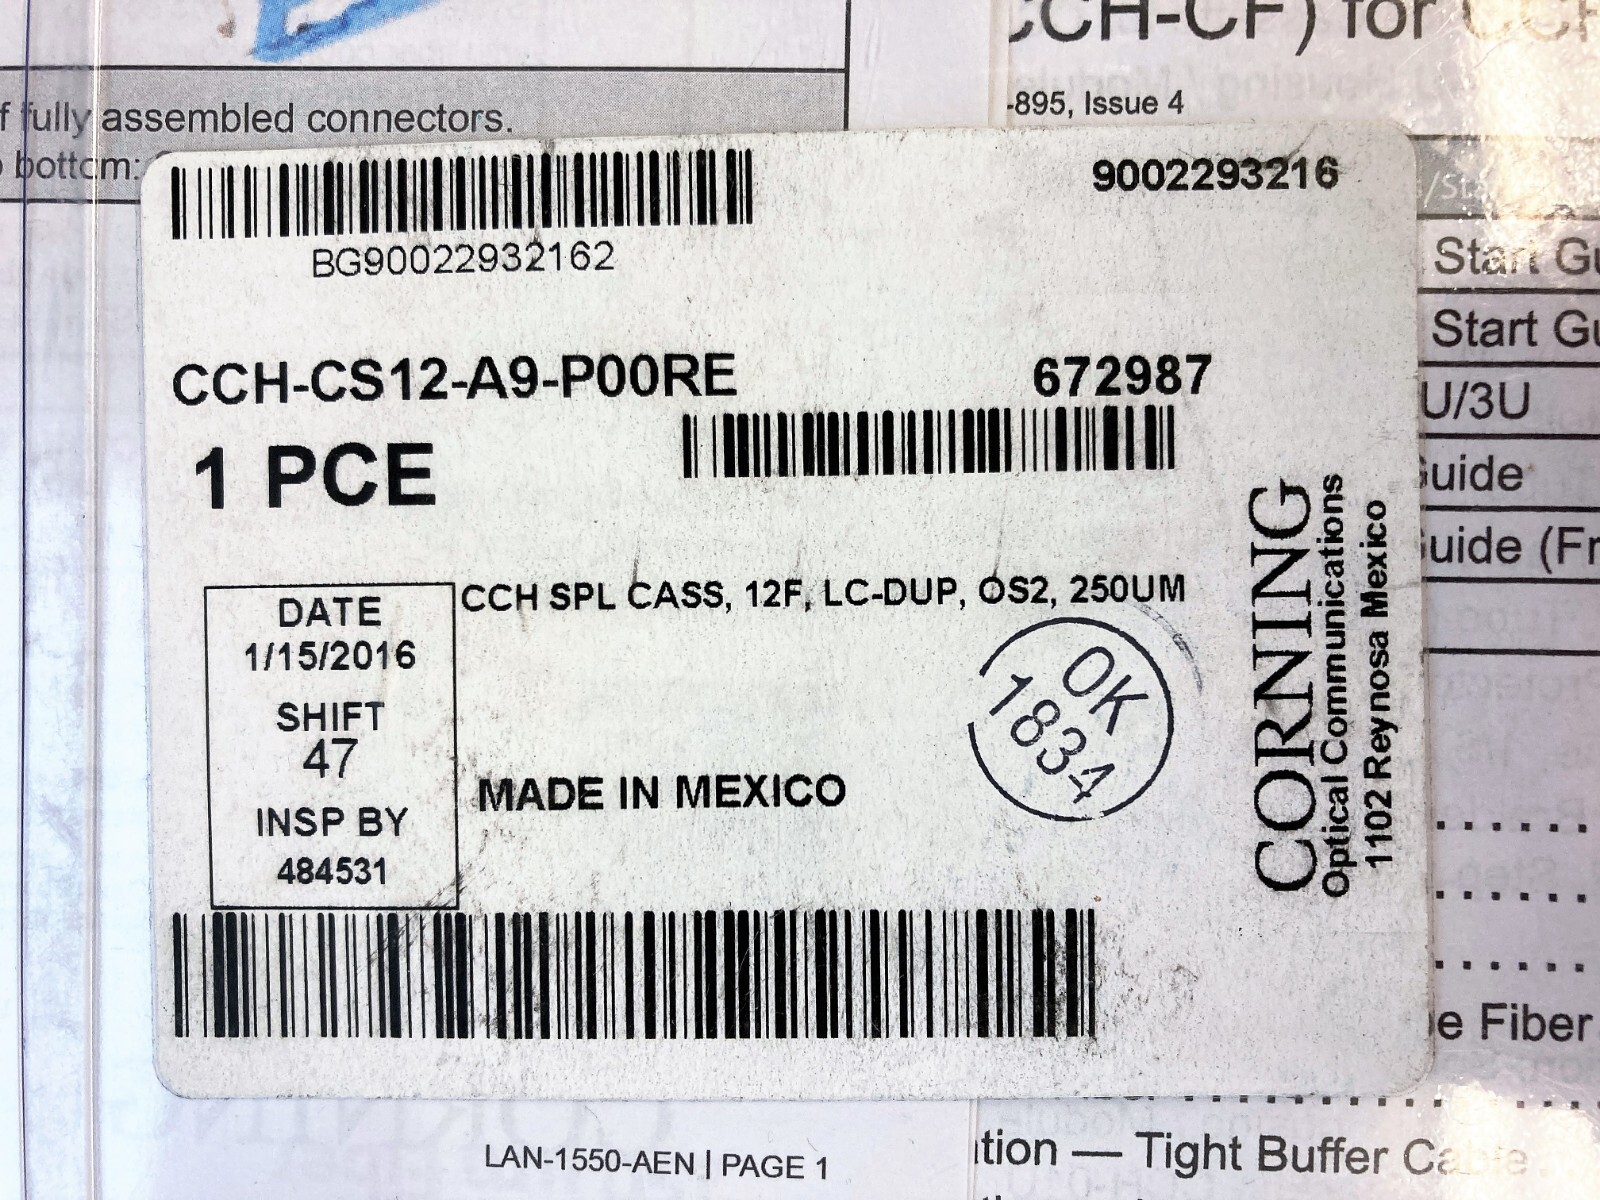 CCH-CF) for CCH
-895, Issue 4
f fully assembled connectors.
bottom:
9002293216
BG90022932162
CCH-CS12-A9-P00RE
672987
1 PCE
CCH SPL CASS, 12F, LC-DUP, OS2, 250UM
DATE
1/15/2016
SHIFT
47
INSP BY
484531
OK
1834
MADE IN MEXICO
CORNING
Optical Communications
1102 Reynosa Mexico
Start Gu
Start Gu
U/3U
uide
uide (Fr
e Fiber
tion — Tight Buffer Cable
LAN-1550-AEN | PAGE 1